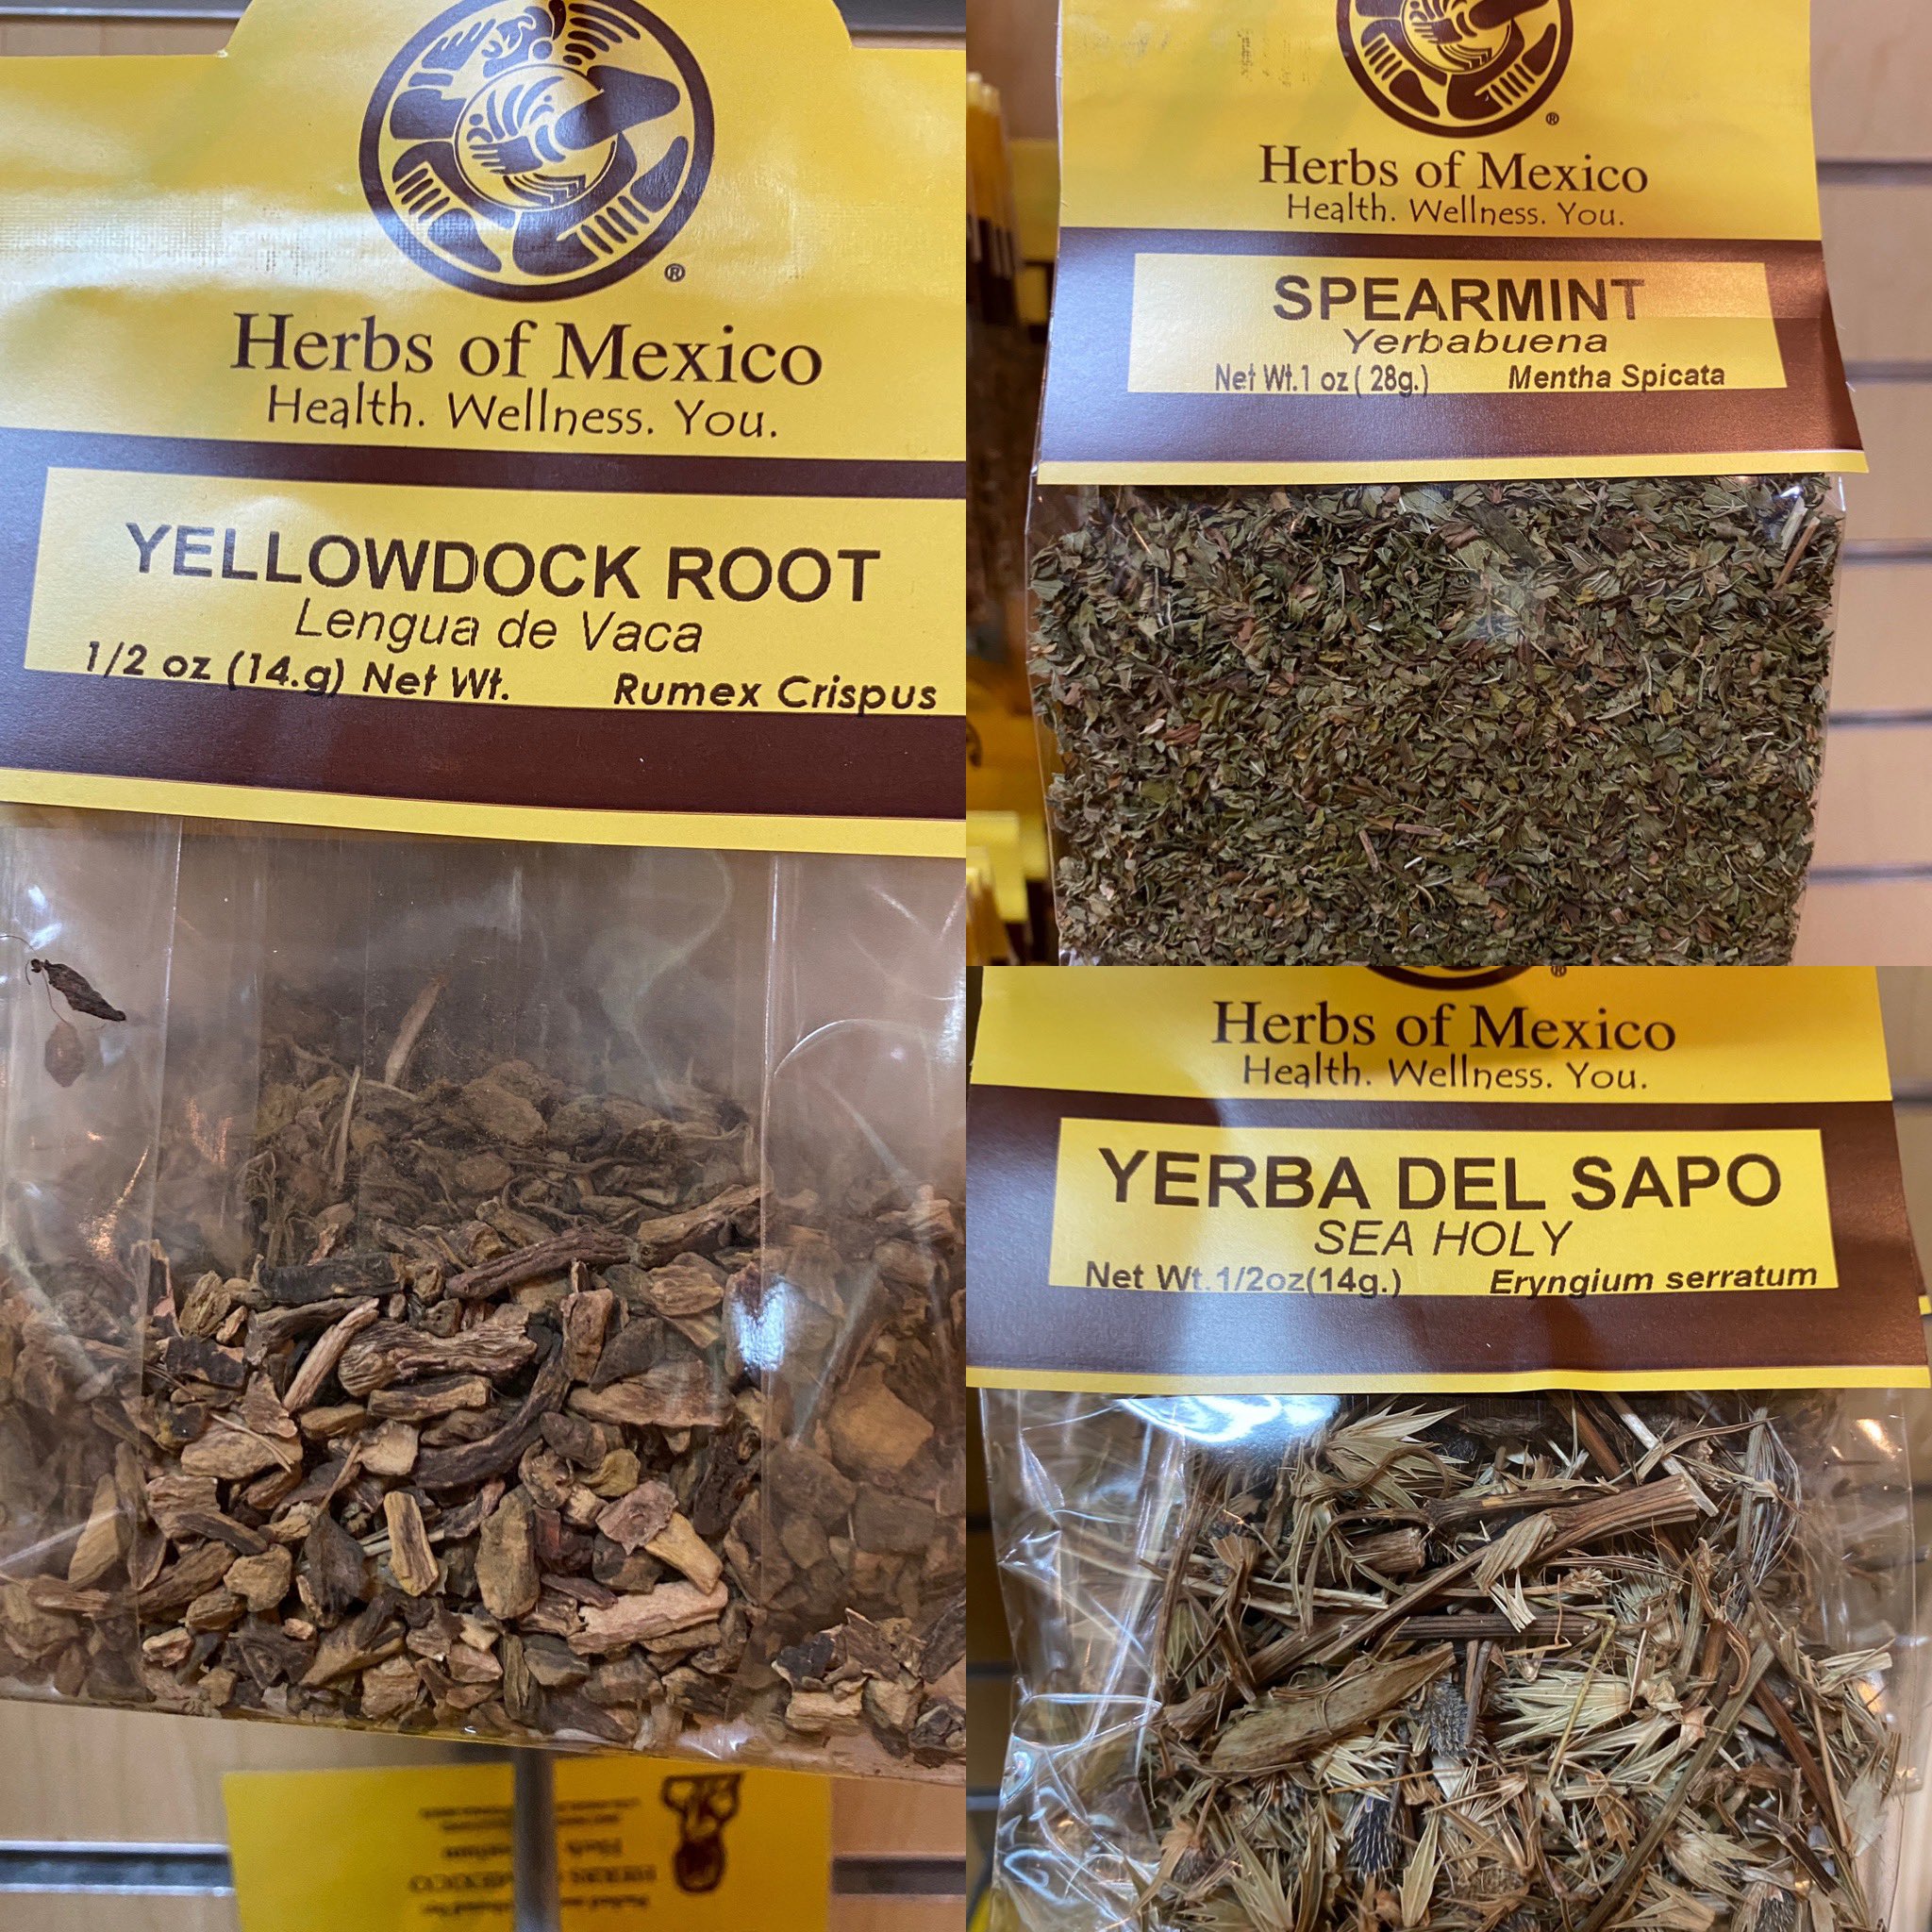 ®
Herbs of Mexico
Health. Wellness. You.
YELLOWDOCK ROOT
Lengua de Vaca
1/2 oz (14.g) Net Wt. Rumex Crispus
®
Herbs of Mexico
Health. Wellness. You.
SPEARMINT
Yerbabuena
Net Wt.1 oz ( 28g.) Mentha Spicata
®
Herbs of Mexico
Health. Wellness. You.
YERBA DEL SAPO
SEA HOLY
Net Wt.1/2oz(14g.) Eryngium serratum